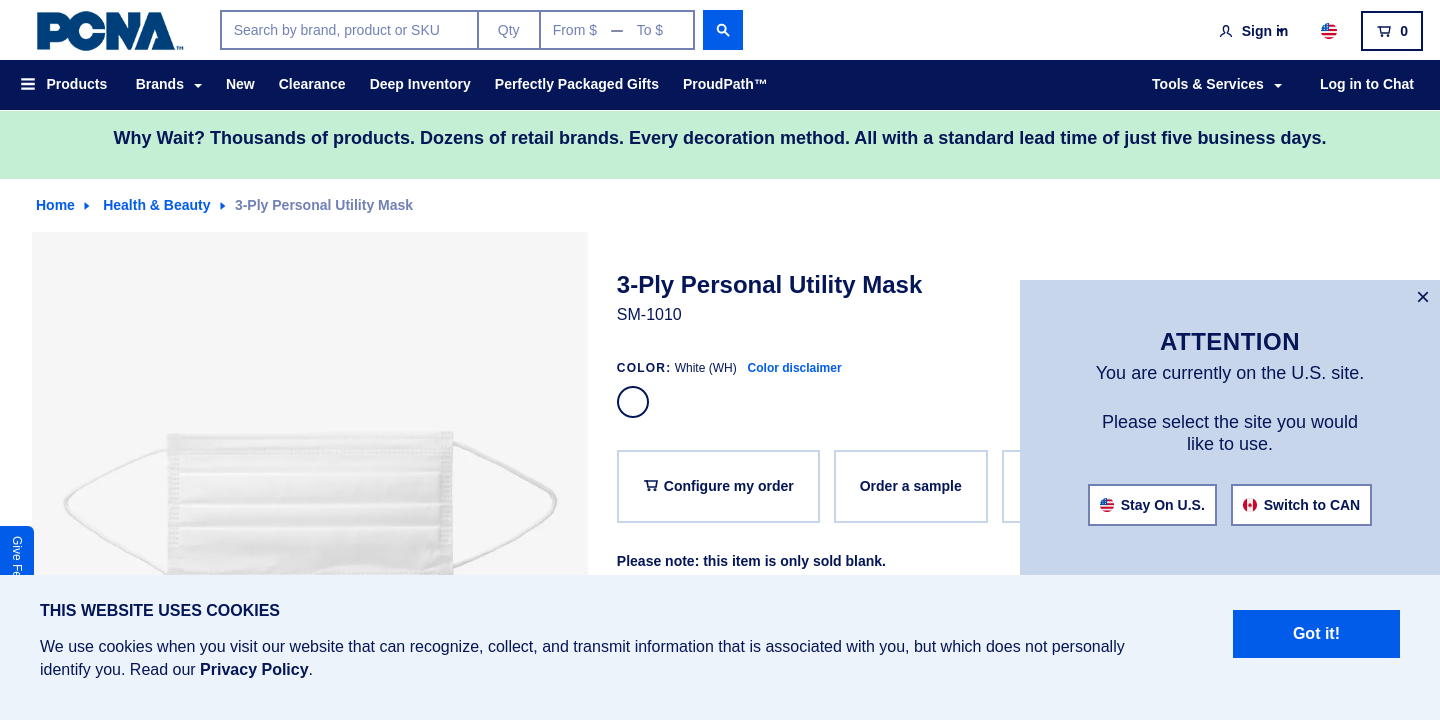 PCNA™
Search by brand, product or SKU
Qty
From $ — To $
Sign in
0
Products
Brands
New
Clearance
Deep Inventory
Perfectly Packaged Gifts
ProudPath™
Tools & Services
Log in to Chat
Why Wait? Thousands of products. Dozens of retail brands. Every decoration method. All with a standard lead time of just five business days.
Home
Health & Beauty
3-Ply Personal Utility Mask
3-Ply Personal Utility Mask
SM-1010
COLOR: White (WH) Color disclaimer
Configure my order
Order a sample
Please note: this item is only sold blank.
×
ATTENTION
You are currently on the U.S. site.
Please select the site you would
like to use.
Stay On U.S.
Switch to CAN
Give
THIS WEBSITE USES COOKIES
We use cookies when you visit our website that can recognize, collect, and transmit information that is associated with you, but which does not personally
identify you. Read our Privacy Policy.
Got it!